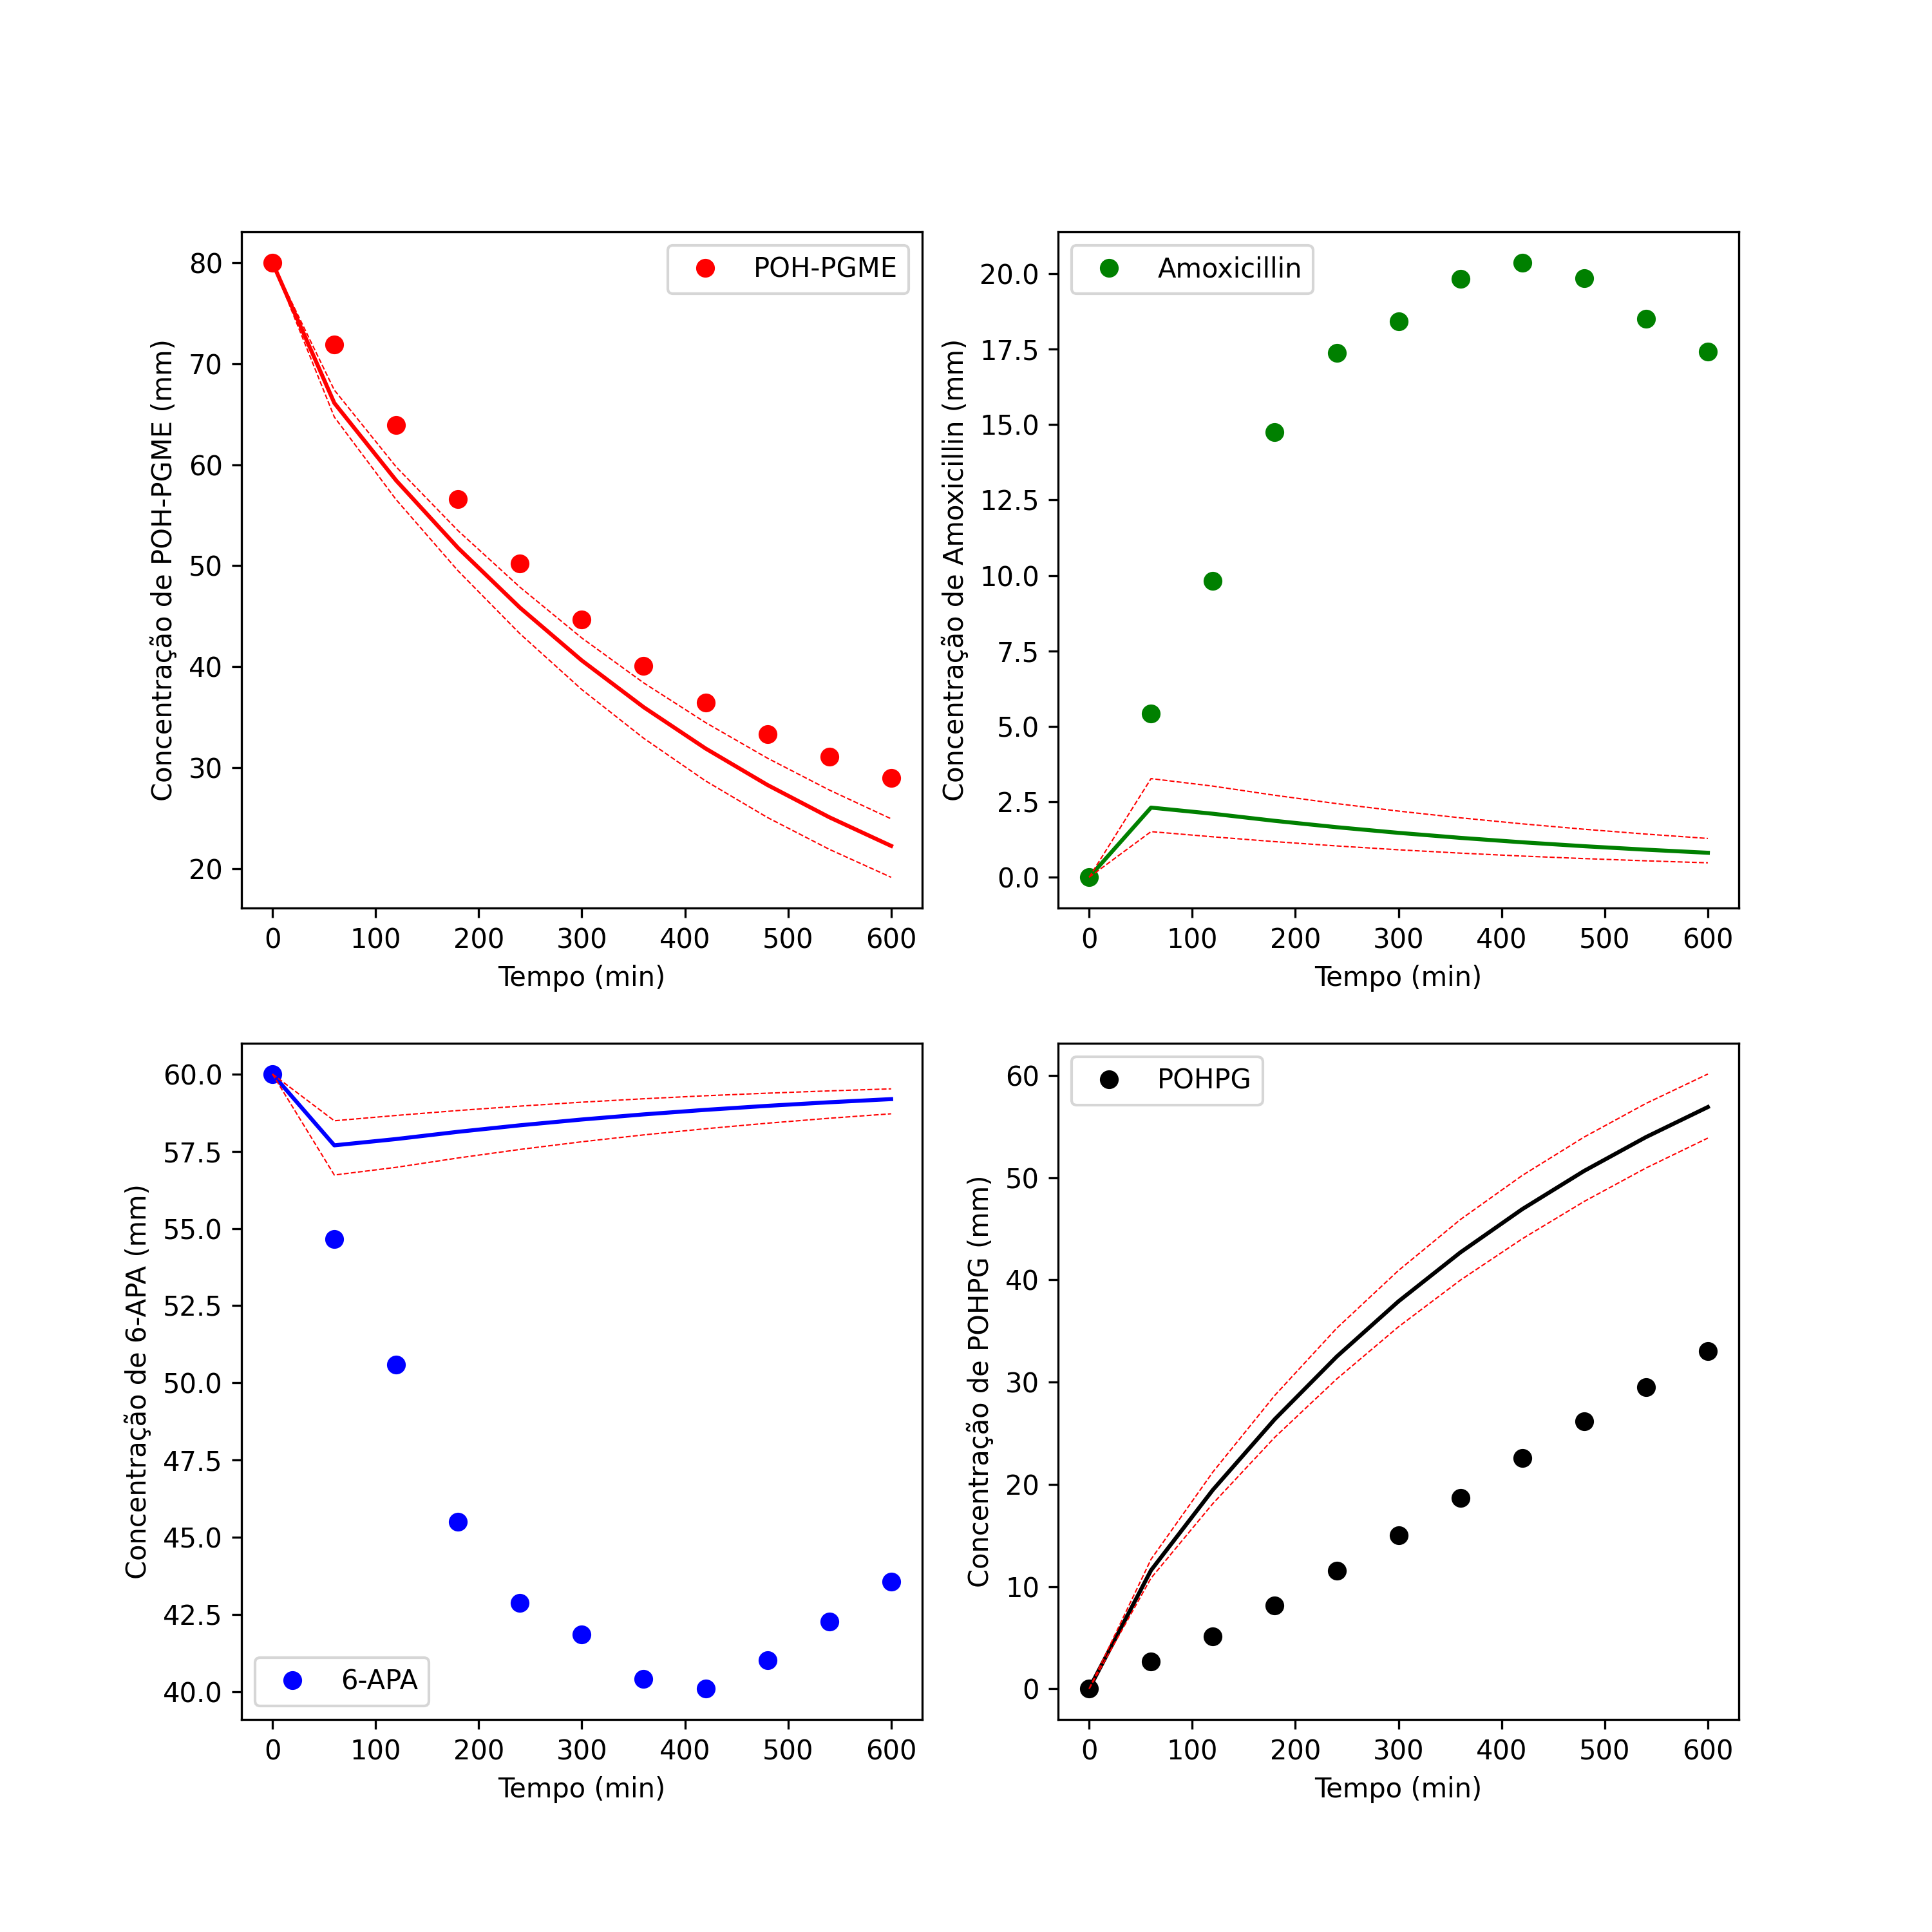 POH-PGME
Concentração de POH-PGME (mm)
80
70
60
50
40
30
20
0 100 200 300 400 500 600
Tempo (min)
Amoxicillin
Concentração de Amoxicillin (mm)
20.0
17.5
15.0
12.5
10.0
7.5
5.0
2.5
0.0
0 100 200 300 400 500 600
Tempo (min)
Concentração de 6-APA (mm)
60.0
57.5
55.0
52.5
50.0
47.5
45.0
42.5
40.0
6-APA
0 100 200 300 400 500 600
Tempo (min)
POHPG
Concentração de POHPG (mm)
60
50
40
30
20
10
0
0 100 200 300 400 500 600
Tempo (min)